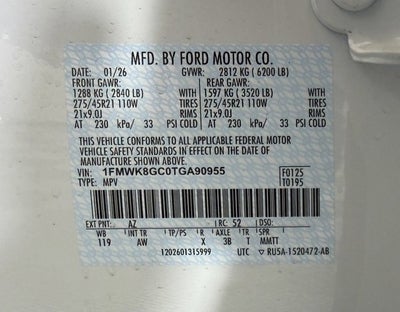 MFD. BY FORD MOTOR CO.
DATE: 01/26 GVWR: 2812 KG ( 6200 LB)
FRONT GAWR: REAR GAWR:
1288 KG ( 2840 LB) WITH 1597 KG ( 3520 LB) WITH
275/45R21 110W TIRES 275/45R21 110W TIRES
21x9.0J RIMS 21x9.0J RIMS
AT 230 kPa/ 33 PSI COLD AT 230 kPa/ 33 PSI COLD
THIS VEHICLE CONFORMS TO ALL APPLICABLE FEDERAL MOTOR
VEHICLE SAFETY STANDARDS IN EFFECT ON THE DATE OF
MANUFACTURE SHOWN ABOVE.
VIN: 1FMWK8GC0TGA90955 F0125
TYPE: MPV T0195
EXT PNT: AZ RC: 52 DSO:
WB INT TR TP/PS R AXLE TR SPR
119 AW X 3B T MMTT
1202601315999 UTC ▽ RU5A-1520472-AB